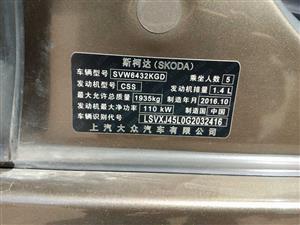 斯柯达(SKODA)
车辆型号 SVW6432KGD 乘坐人数 5
发动机型号 CSS 发动机排量 1.4 L
最大允许总质量 1935kg 制造年月 2016.10
发动机最大净功率 110 kW 制造国 中国
车辆识别代号 LSVXJ45L0G2032416
上汽大众汽车有限公司